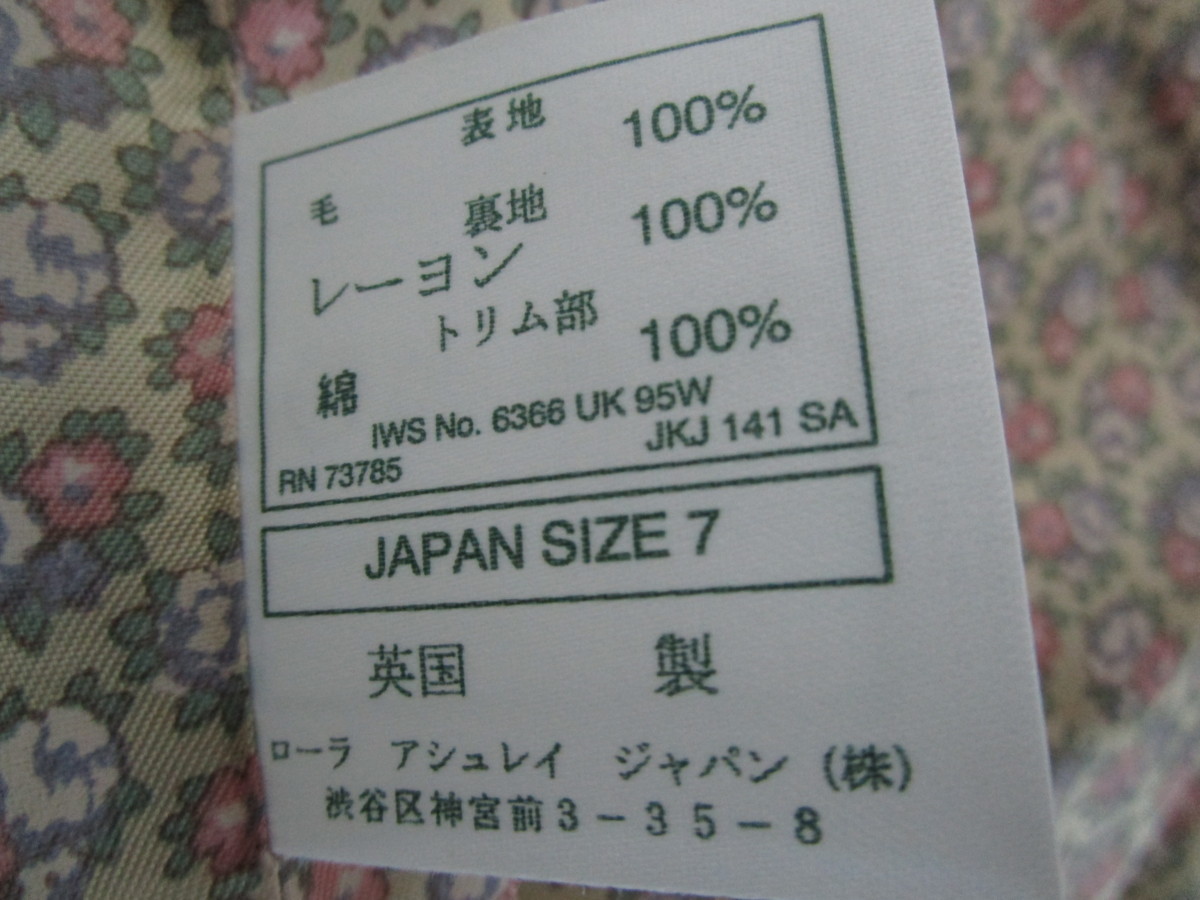 表地
毛 100%
裏地
レーヨン 100%
トリム部
綿 100%
IWS No. 6366 UK 95W
JKJ 141 SA
RN 73785
JAPAN SIZE 7
英国 製
ローラ アシュレイ ジャパン (株)
渋谷区神宮前3-35-8